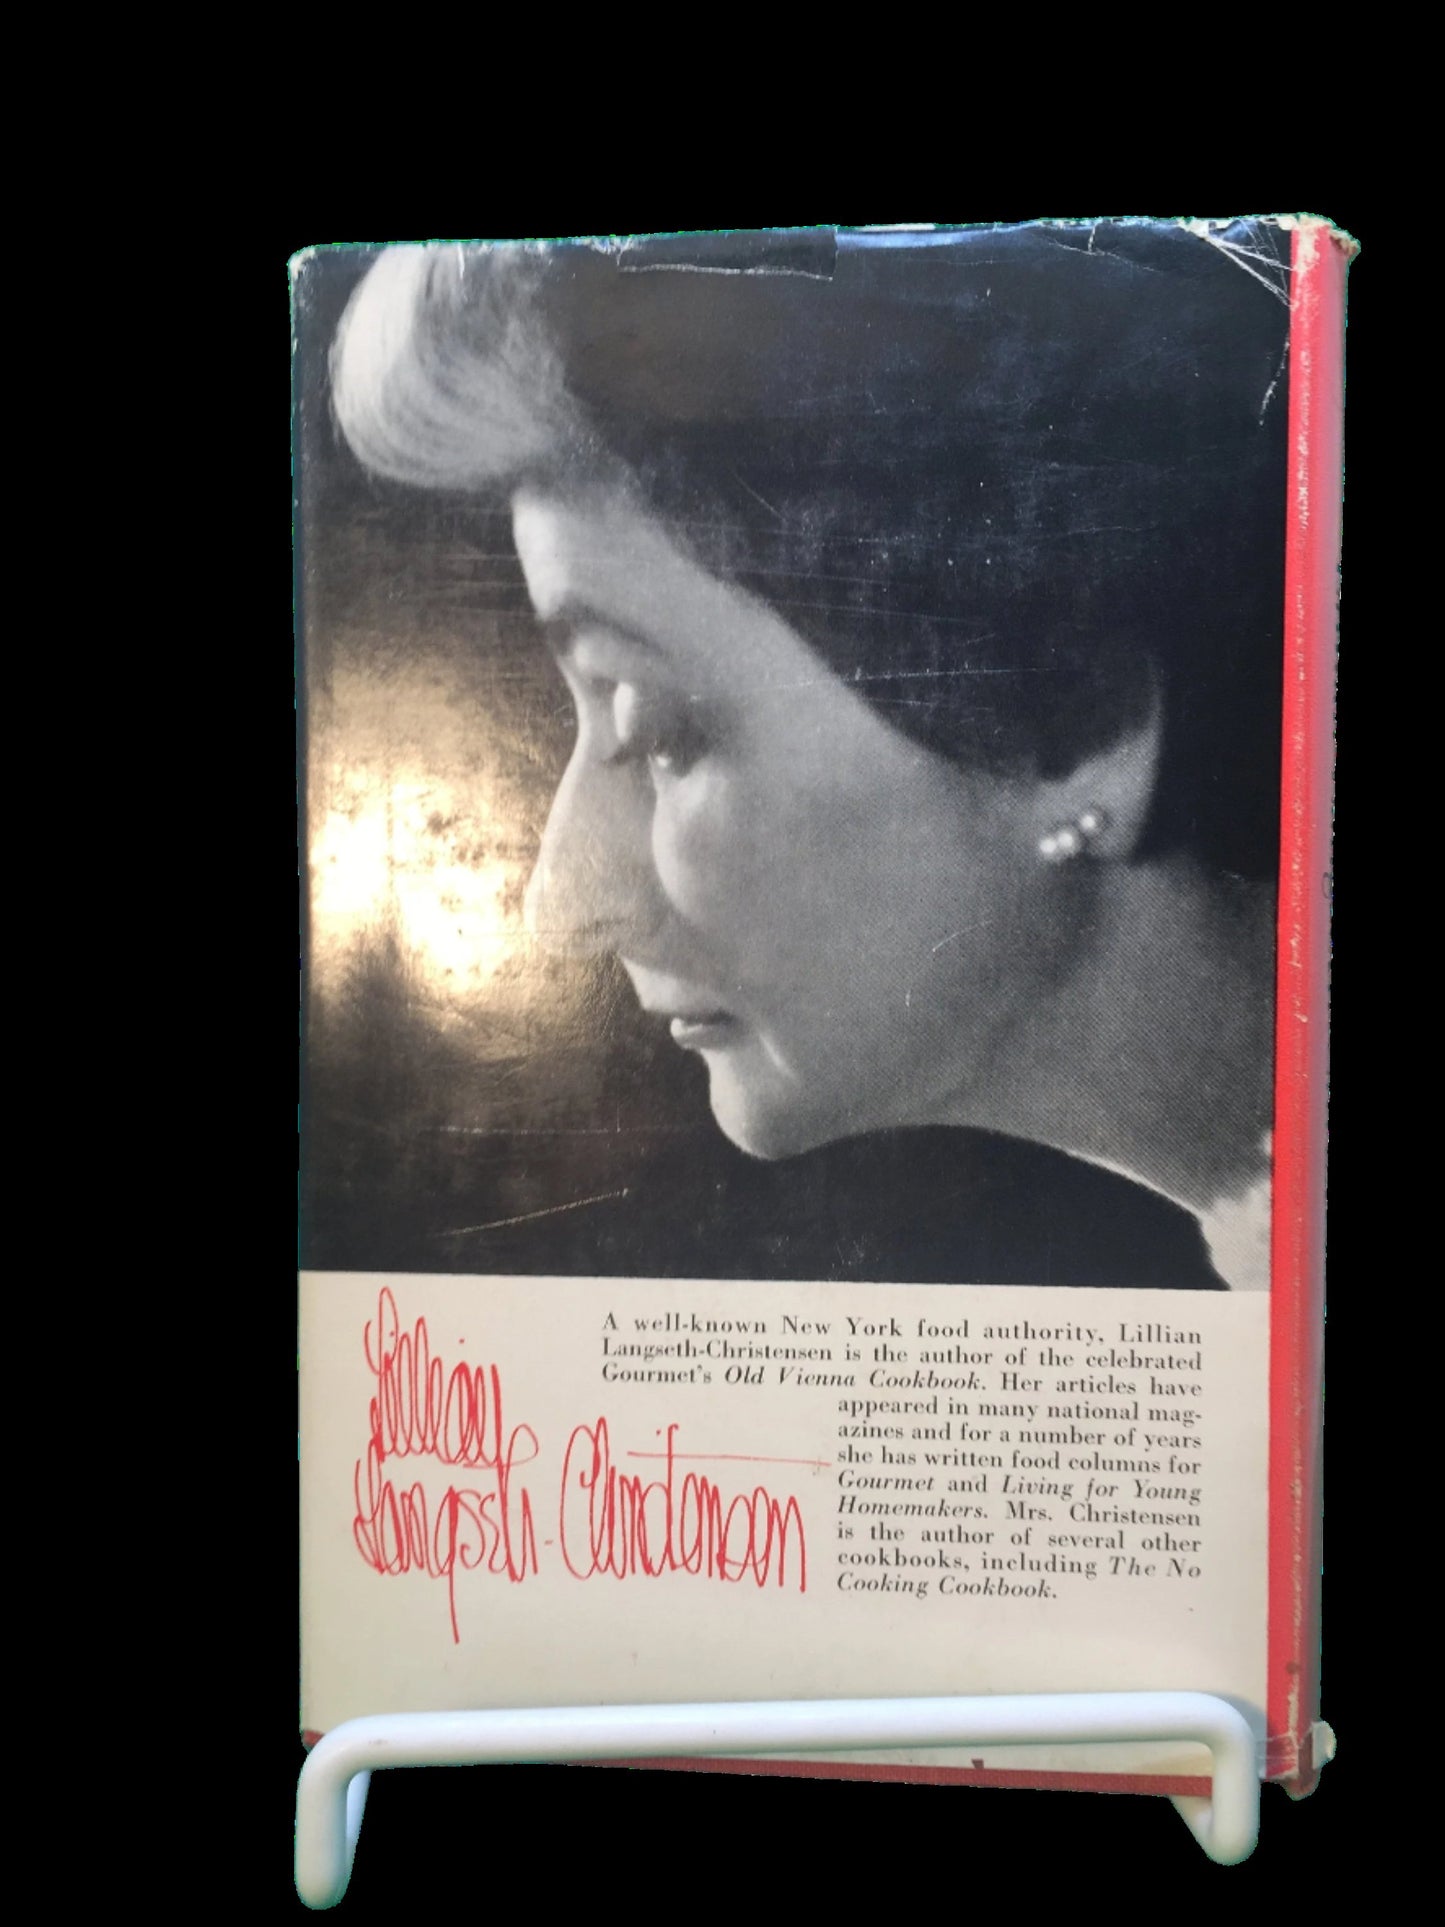 A well-known New York food authority, Lillian
Langseth-Christensen is the author of the celebrated
Gourmet's Old Vienna Cookbook. Her articles have
appeared in many national mag-
azines and for a number of years
she has written food columns for
Gourmet and Living for Young
Homemakers. Mrs. Christensen
is the author of several other
cookbooks, including The No
Cooking Cookbook.
Lillian
Langseth-Christensen